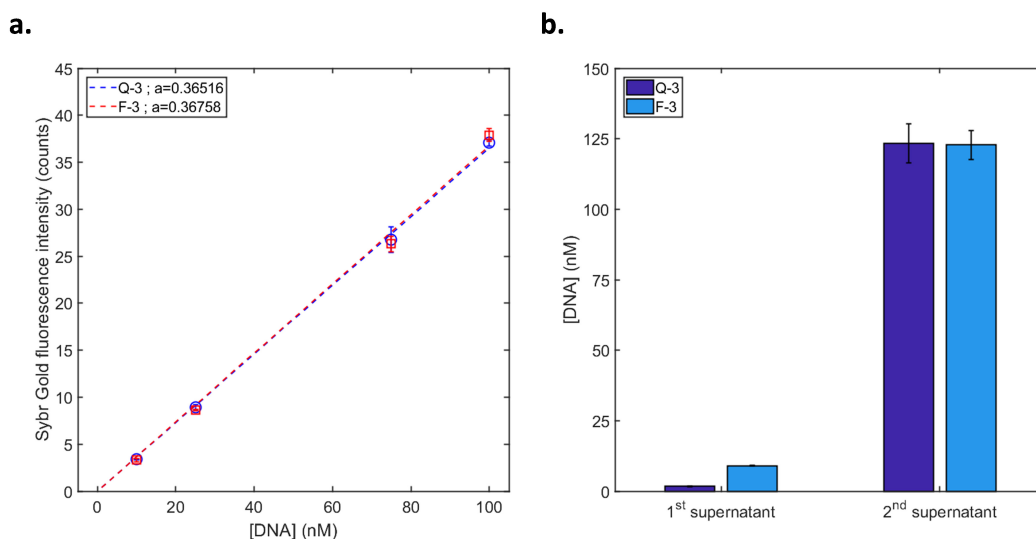 a.
Q-3 ; a=0.36516
F-3 ; a=0.36758
45
40
35
30
25
20
15
10
5
0
Sybr Gold fluorescence intensity (counts)
0 20 40 60 80 100
[DNA] (nM)
b.
Q-3
F-3
150
125
100
75
50
25
0
[DNA] (nM)
1st supernatant 2nd supernatant